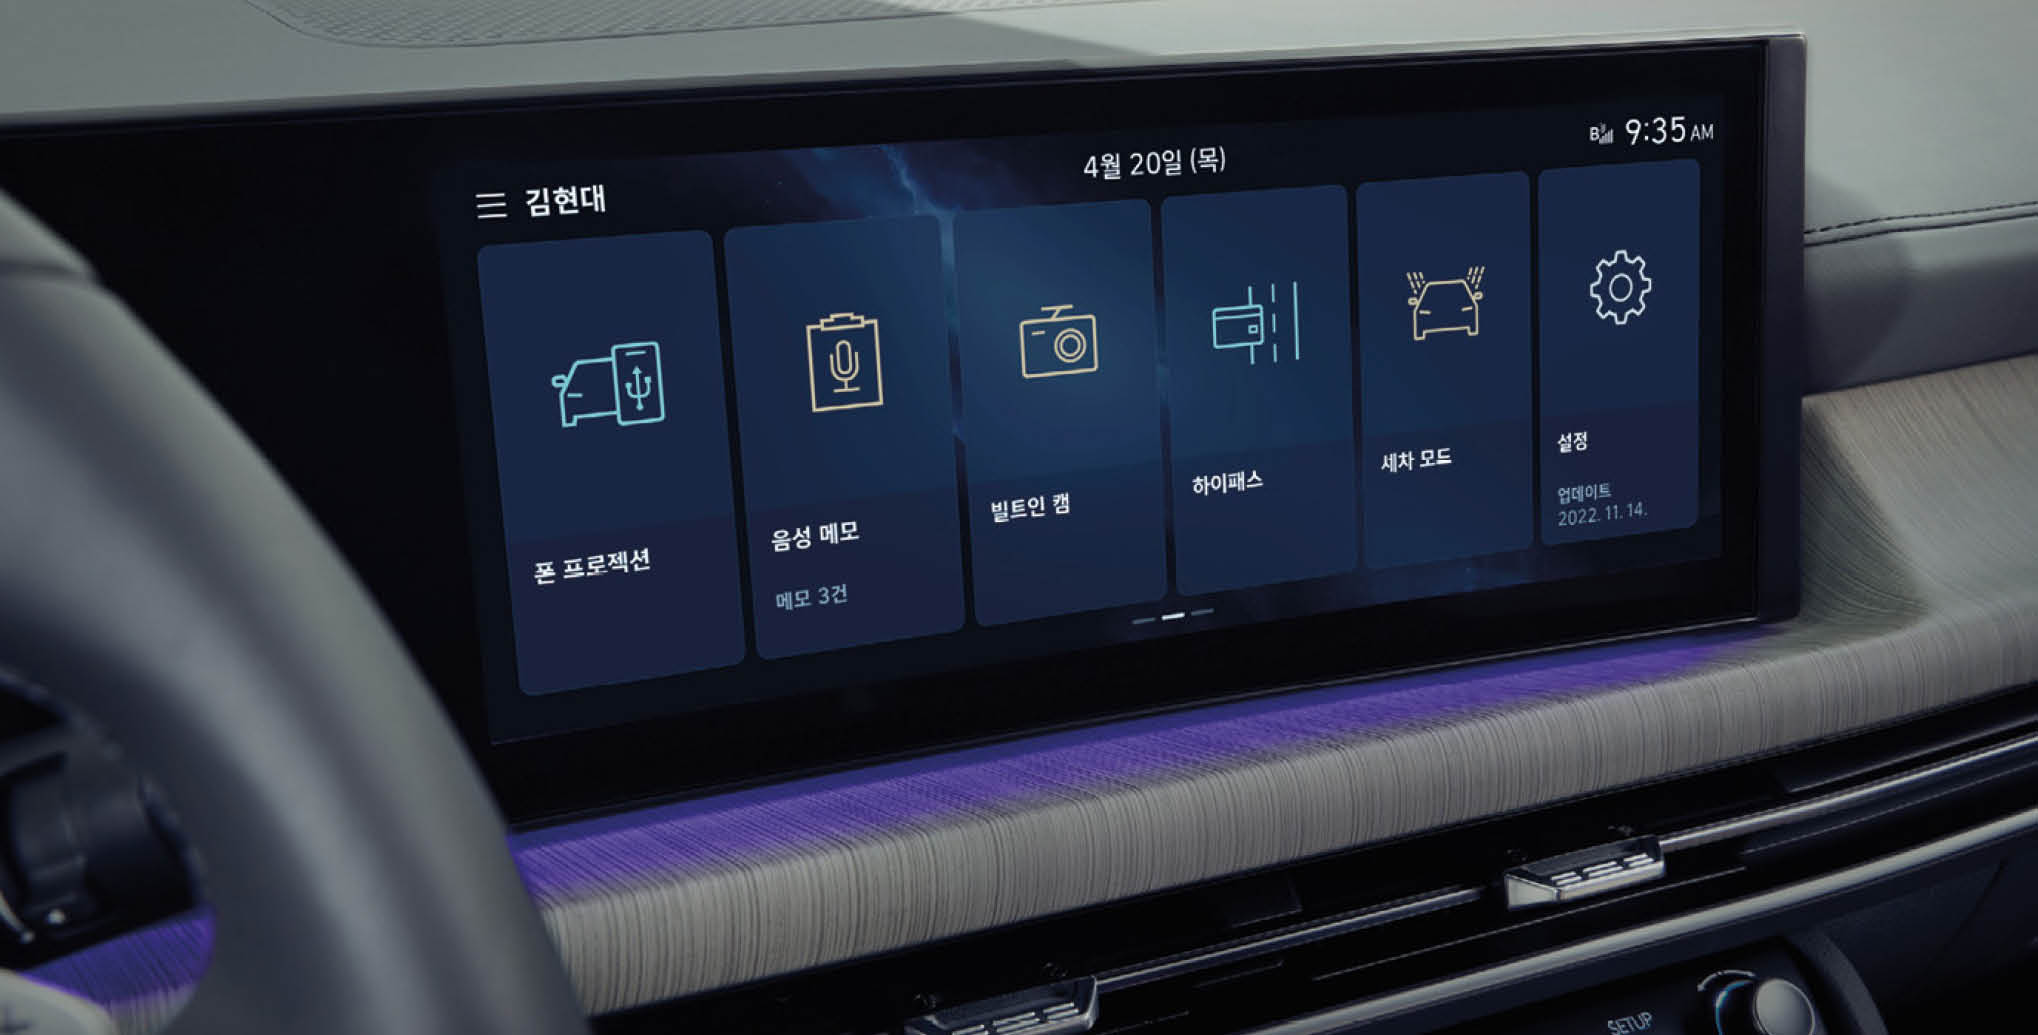 김현대
4월 20일 (목)
B 9:35 AM
폰 프로젝션
음성 메모
메모 3건
빌트인 캠
하이패스
세차 모드
설정
업데이트
2022. 11. 14.
SETUP